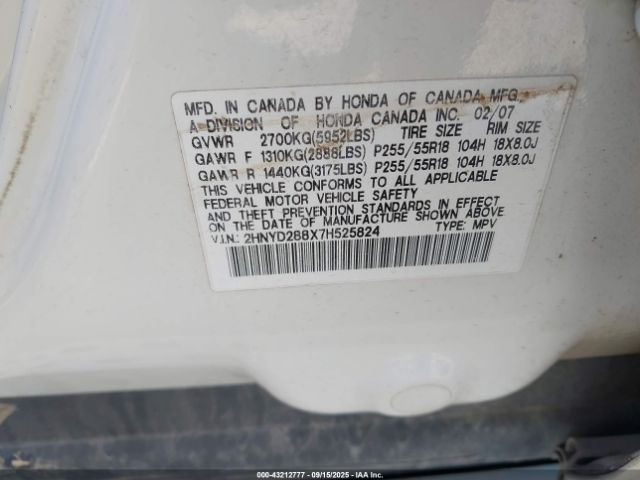 MFD. IN CANADA BY HONDA OF CANADA MFG.,
A DIVISION OF HONDA CANADA INC. 02/07
GVWR 2700KG(5952LBS) TIRE SIZE RIM SIZE
GAWR F 1310KG(2888LBS) P255/55R18 104H 18X8.0J
GAWR R 1440KG(3175LBS) P255/55R18 104H 18X8.0J
THIS VEHICLE CONFORMS TO ALL APPLICABLE
FEDERAL MOTOR VEHICLE SAFETY
AND THEFT PREVENTION STANDARDS IN EFFECT
ON THE DATE OF MANUFACTURE SHOWN ABOVE.
V.I.N.: 2HNYD288X7H525824 TYPE: MPV
000-43212777 - 09/15/2025 - IAAI.COM